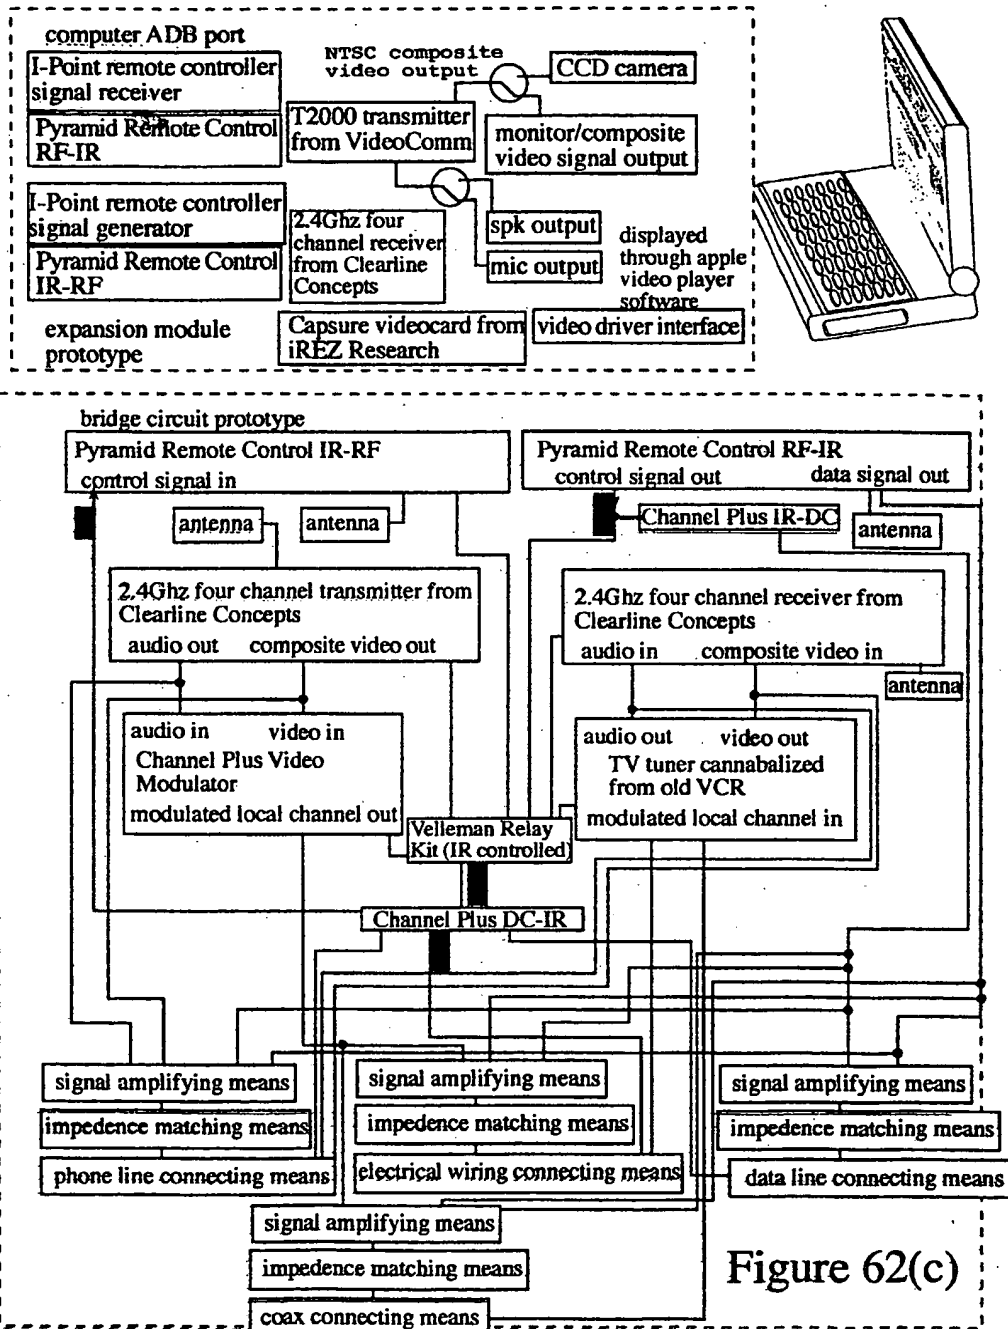 computer ADB port
I-Point remote controller
signal receiver
Pyramid Remote Control
RF-IR
I-Point remote controller
signal generator
Pyramid Remote Control
IR-RF
expansion module
prototype
NTSC composite
video output
CCD camera
T2000 transmitter
from VideoComm
monitor/composite
video signal output
2.4Ghz four
channel receiver
from Clearline
Concepts
spk output
mic output
displayed
through apple
video player
software
Capsure videocard from
iREZ Research
video driver interface
bridge circuit prototype
Pyramid Remote Control IR-RF
control signal in
Pyramid Remote Control RF-IR
control signal out
data signal out
antenna
antenna
Channel Plus IR-DC
antenna
2.4Ghz four channel transmitter from
Clearline Concepts
audio out
composite video out
2.4Ghz four channel receiver from
Clearline Concepts
audio in
composite video in
antenna
audio in
video in
Channel Plus Video
Modulator
modulated local channel out
audio out
video out
TV tuner cannabalized
from old VCR
modulated local channel in
Velleman Relay
Kit (IR controlled)
Channel Plus DC-IR
signal amplifying means
impedence matching means
phone line connecting means
signal amplifying means
impedence matching means
electrical wiring connecting means
signal amplifying means
impedence matching means
data line connecting means
signal amplifying means
impedence matching means
coax connecting means
Figure 62(c)